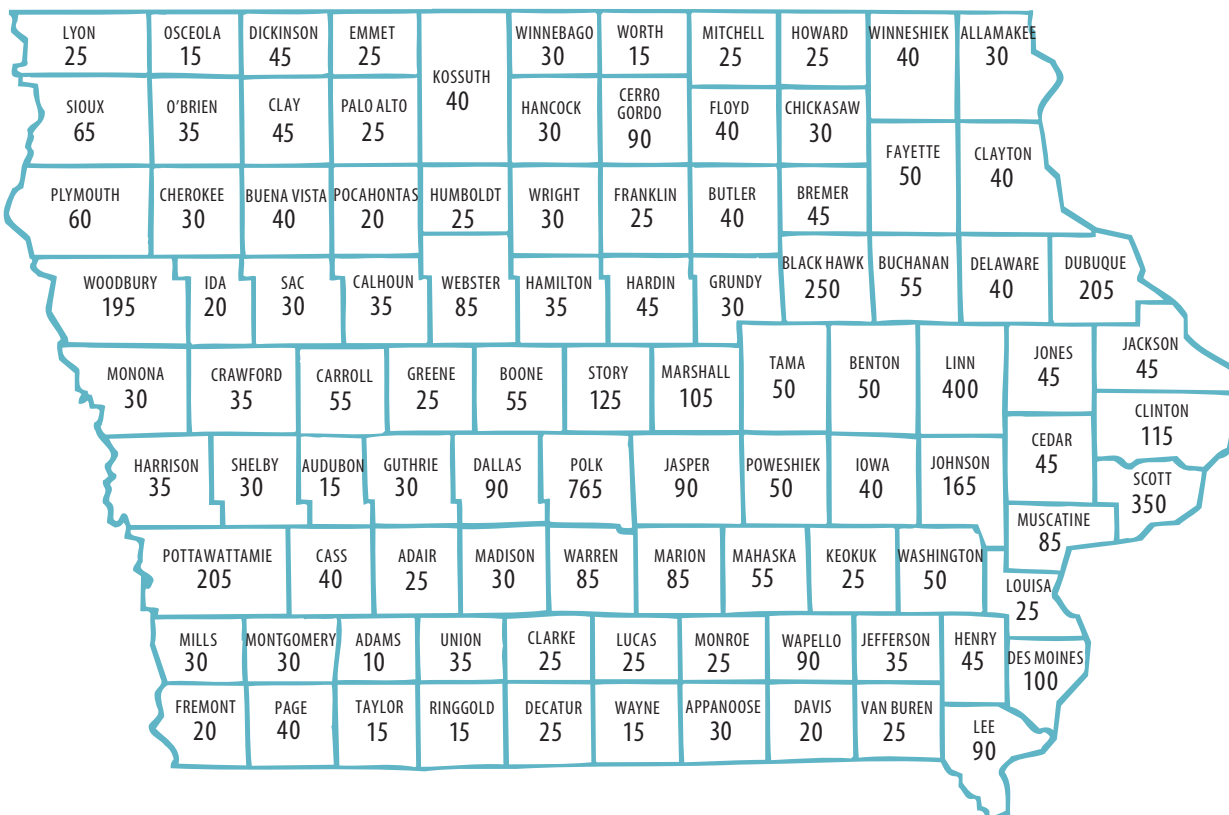 LYON
25
OSCEOLA
15
DICKINSON
45
EMMET
25
KOSSUTH
40
WINNEBAGO
30
WORTH
15
MITCHELL
25
HOWARD
25
WINNESHIEK
40
ALLAMAKEE
30
SIOUX
65
O'BRIEN
35
CLAY
45
PALO ALTO
25
HANCOCK
30
CERRO
GORDO
90
FLOYD
40
CHICKASAW
30
FAYETTE
50
CLAYTON
40
PLYMOUTH
60
CHEROKEE
30
BUENA VISTA
40
POCAHONTAS
20
HUMBOLDT
25
WRIGHT
30
FRANKLIN
25
BUTLER
40
BREMER
45
WOODBURY
195
IDA
20
SAC
30
CALHOUN
35
WEBSTER
85
HAMILTON
35
HARDIN
45
GRUNDY
30
BLACK HAWK
250
BUCHANAN
55
DELAWARE
40
DUBUQUE
205
MONONA
30
CRAWFORD
35
CARROLL
55
GREENE
25
BOONE
55
STORY
125
MARSHALL
105
TAMA
50
BENTON
50
LINN
400
JONES
45
JACKSON
45
CLINTON
115
HARRISON
35
SHELBY
30
AUDUBON
15
GUTHRIE
30
DALLAS
90
POLK
765
JASPER
90
POWESHIEK
50
IOWA
40
JOHNSON
165
CEDAR
45
SCOTT
350
MUSCATINE
85
POTTAWATTAMIE
205
CASS
40
ADAIR
25
MADISON
30
WARREN
85
MARION
85
MAHASKA
55
KEOKUK
25
WASHINGTON
50
LOUISA
25
MILLS
30
MONTGOMERY
30
ADAMS
10
UNION
35
CLARKE
25
LUCAS
25
MONROE
25
WAPELLO
90
JEFFERSON
35
HENRY
45
DES MOINES
100
FREMONT
20
PAGE
40
TAYLOR
15
RINGGOLD
15
DECATUR
25
WAYNE
15
APPANOOSE
30
DAVIS
20
VAN BUREN
25
LEE
90